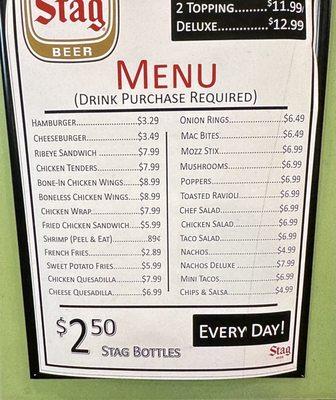 Stag
BEER
2 TOPPING.........$11.99
DELUXE..............$12.99
MENU
(DRINK PURCHASE REQUIRED)
HAMBURGER..............................$3.29
CHEESEBURGER..........................$3.49
RIBEYE SANDWICH ....................$7.99
CHICKEN TENDERS.....................$7.99
BONE-IN CHICKEN WINGS.....$8.99
BONELESS CHICKEN WINGS.....$8.99
CHICKEN WRAP.........................$7.99
FRIED CHICKEN SANDWICH......$5.99
SHRIMP (PEEL & EAT)................89¢
FRENCH FRIES...........................$2.89
SWEET POTATO FRIES...............$5.99
CHICKEN QUESADILLA...............$7.99
CHEESE QUESADILLA..................$6.99
ONION RINGS...........................$6.49
MAC BITES...............................$6.49
MOZZ STIX...............................$6.99
MUSHROOMS...........................$6.99
POPPERS..................................$6.99
TOASTED RAVIOLI....................$6.99
CHEF SALAD.............................$6.99
CHICKEN SALAD.......................$6.99
TACO SALAD............................$6.99
NACHOS..................................$4.99
NACHOS DELUXE .....................$7.99
MINI TACOS............................$6.99
CHIPS & SALSA........................$4.99
$2.50
STAG BOTTLES
EVERY DAY!
Stag